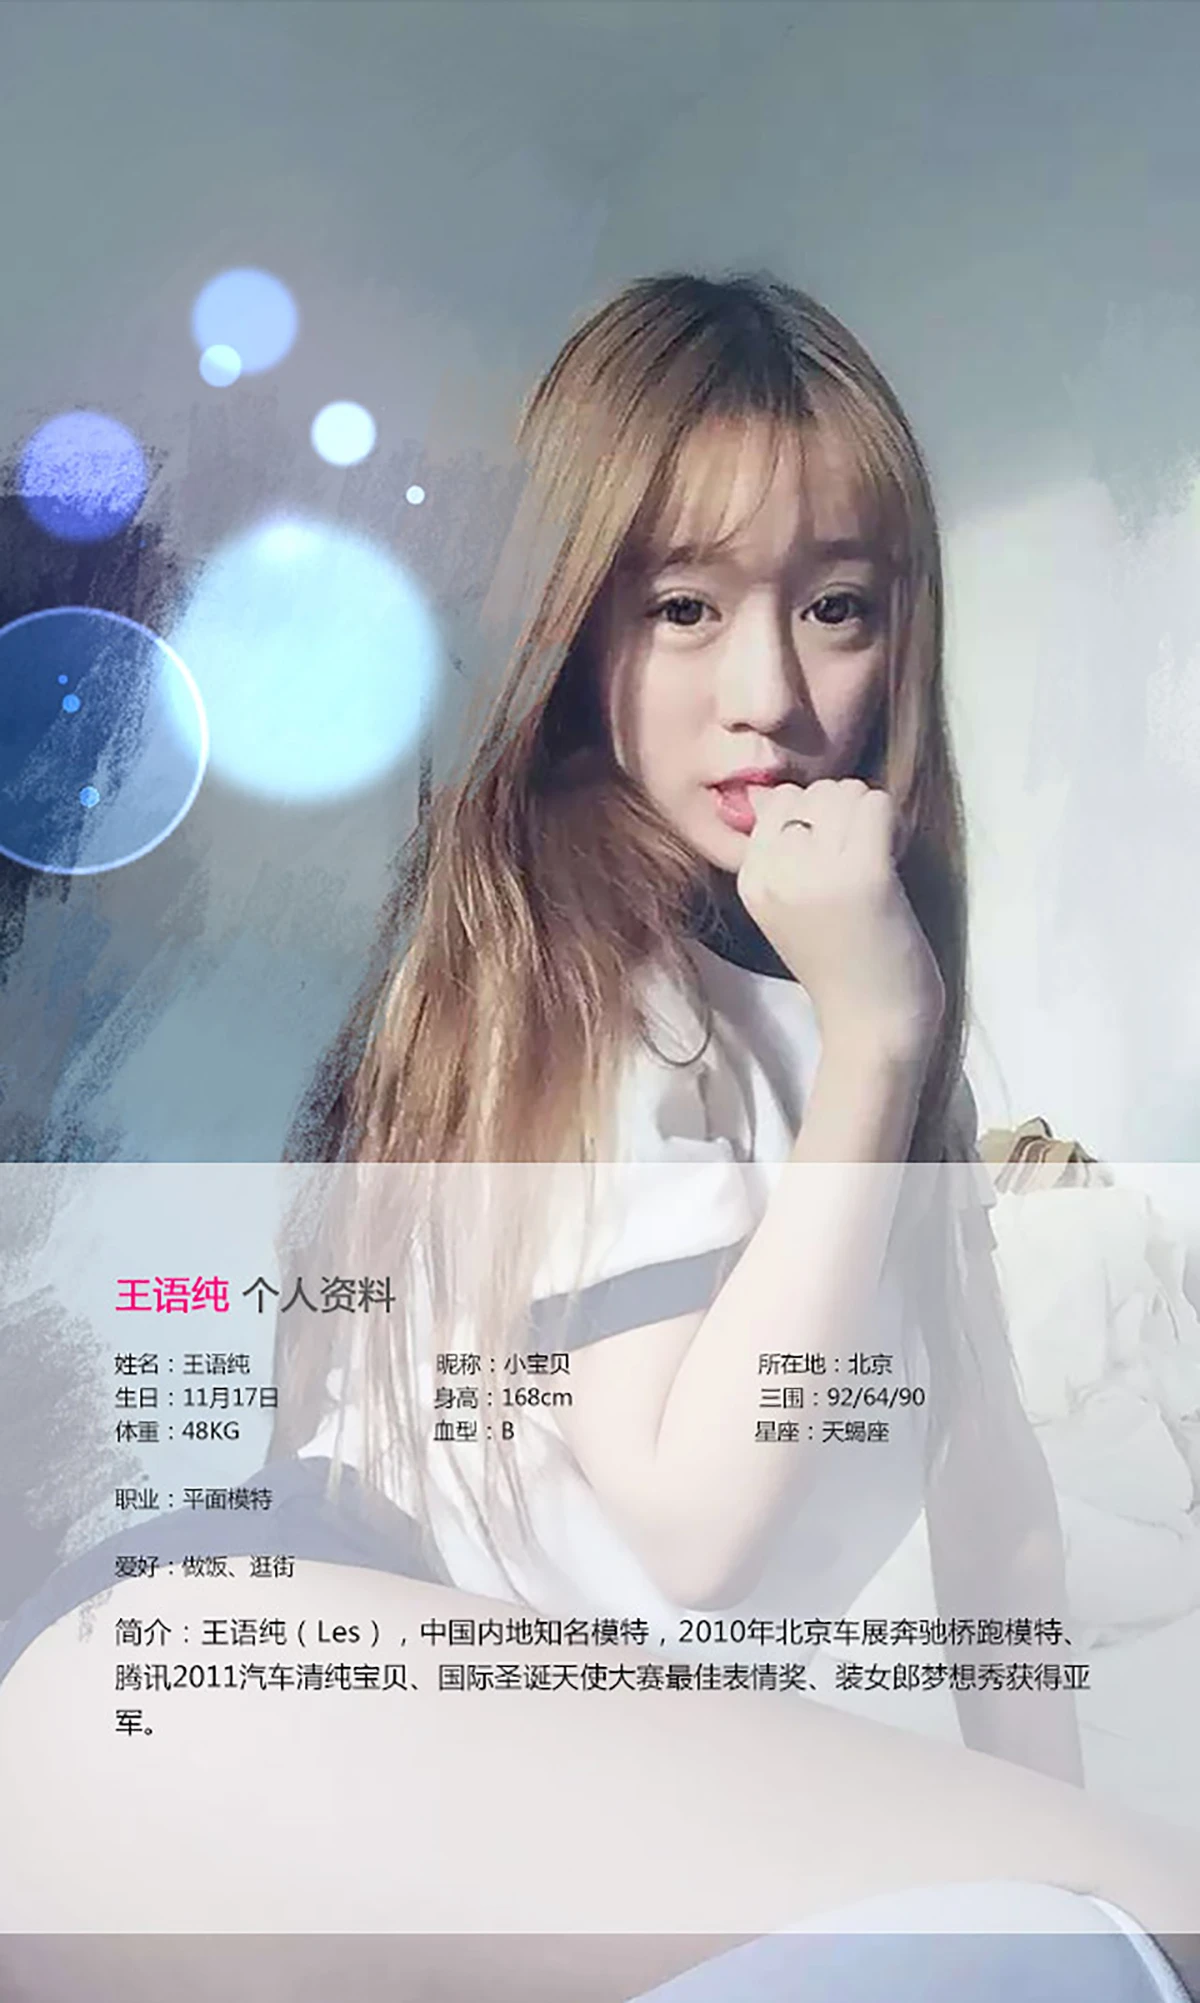 王语纯 个人资料
姓名：王语纯 昵称：小宝贝 所在地：北京
生日：11月17日 身高：168cm 三围：92/64/90
体重：48KG 血型：B 星座：天蝎座
职业：平面模特
爱好：做饭、逛街
简介：王语纯（Les），中国内地知名模特，2010年北京车展奔驰桥跑模特、
腾讯2011汽车清纯宝贝、国际圣诞天使大赛最佳表情奖、装女郎梦想秀获得亚
军。